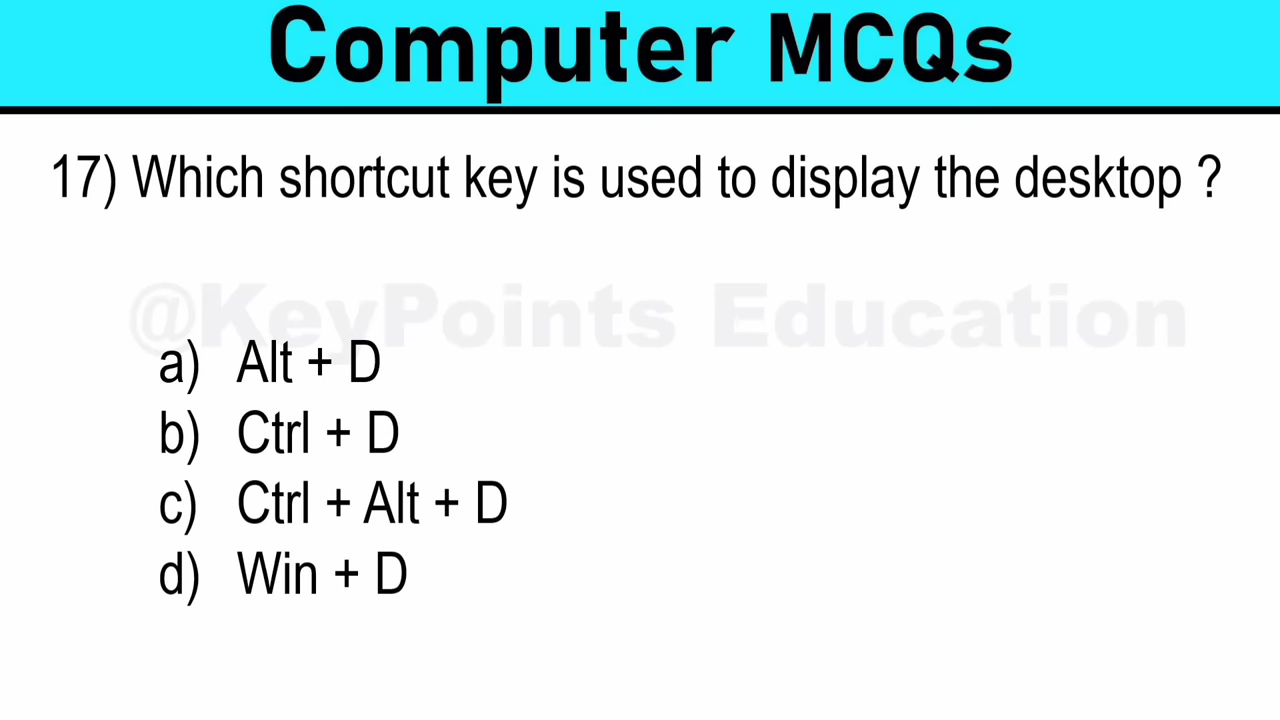 Computer MCQs
17) Which shortcut key is used to display the desktop ?
@KeyPoints Education
a) Alt + D
b) Ctrl + D
c) Ctrl + Alt + D
d) Win + D